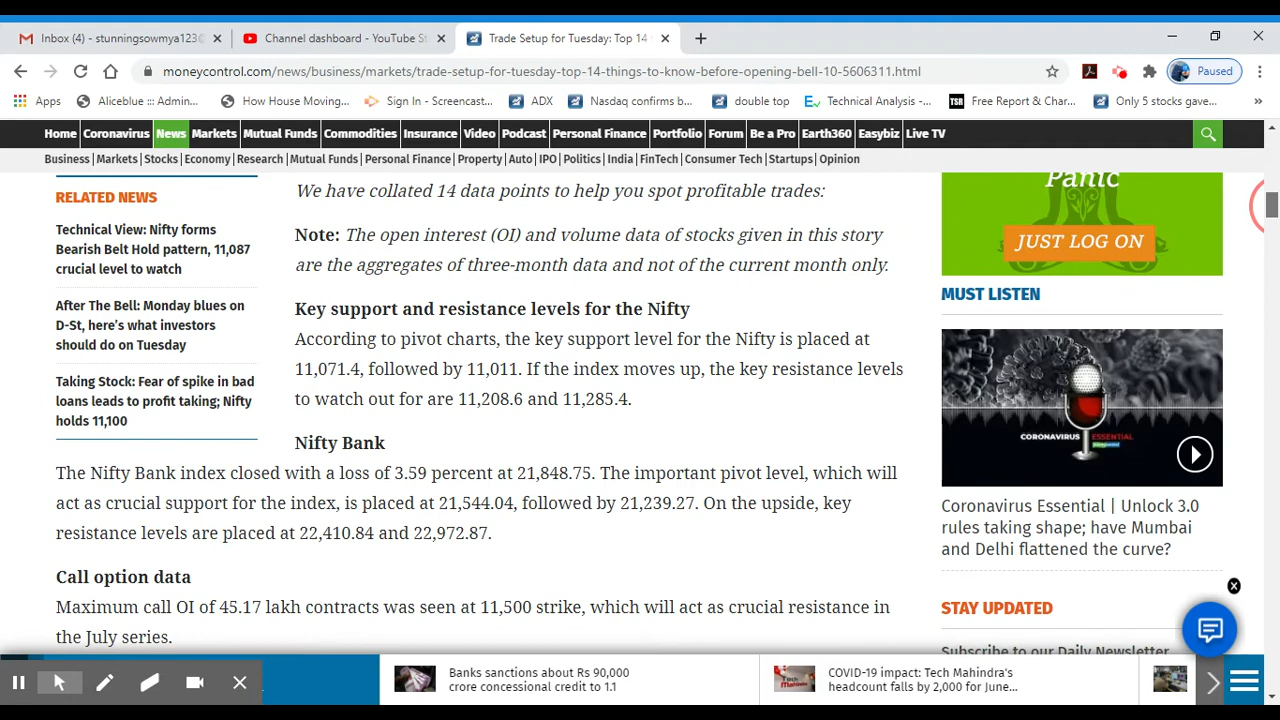 Inbox (4) - stunningsowmya123
Channel dashboard - YouTube St
Trade Setup for Tuesday: Top 14
moneycontrol.com/news/business/markets/trade-setup-for-tuesday-top-14-things-to-know-before-opening-bell-10-5606311.html
Paused
Apps
Aliceblue ::: Admin...
How House Moving...
Sign In - Screencast...
ADX
Nasdaq confirms b...
double top
Technical Analysis -...
TSR
Free Report & Char...
Only 5 stocks gave...
Home
Coronavirus
News
Markets
Mutual Funds
Commodities
Insurance
Video
Podcast
Personal Finance
Portfolio
Forum
Be a Pro
Earth360
Easybiz
Live TV
Business | Markets | Stocks | Economy | Research | Mutual Funds | Personal Finance | Property | Auto | IPO | Politics | India | FinTech | Consumer Tech | Startups | Opinion
RELATED NEWS
Technical View: Nifty forms
Bearish Belt Hold pattern, 11,087
crucial level to watch
After The Bell: Monday blues on
D-St, here's what investors
should do on Tuesday
Taking Stock: Fear of spike in bad
loans leads to profit taking; Nifty
holds 11,100
We have collated 14 data points to help you spot profitable trades:
Note: The open interest (OI) and volume data of stocks given in this story
are the aggregates of three-month data and not of the current month only.
Key support and resistance levels for the Nifty
According to pivot charts, the key support level for the Nifty is placed at
11,071.4, followed by 11,011. If the index moves up, the key resistance levels
to watch out for are 11,208.6 and 11,285.4.
Nifty Bank
The Nifty Bank index closed with a loss of 3.59 percent at 21,848.75. The important pivot level, which will
act as crucial support for the index, is placed at 21,544.04, followed by 21,239.27. On the upside, key
resistance levels are placed at 22,410.84 and 22,972.87.
Call option data
Maximum call OI of 45.17 lakh contracts was seen at 11,500 strike, which will act as crucial resistance in
the July series.
Panic
JUST LOG ON
MUST LISTEN
CORONAVIRUS ESSENTIAL
Coronavirus Essential | Unlock 3.0
rules taking shape; have Mumbai
and Delhi flattened the curve?
STAY UPDATED
Subscribe to our Daily Newsletter
Banks sanctions about Rs 90,000
crore concessional credit to 1.1
Tech Mahindra
COVID-19 impact: Tech Mahindra's
headcount falls by 2,000 for June...